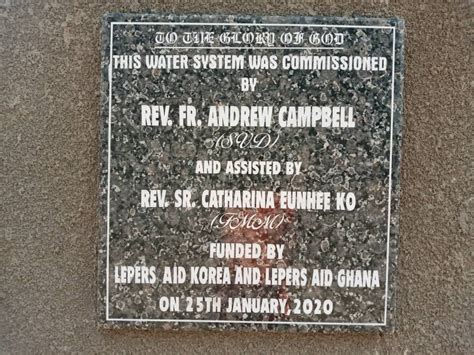 TO THE GLORY OF GOD
THIS WATER SYSTEM WAS COMMISSIONED
BY
REV. FR. ANDREW CAMPBELL
(SVD)
AND ASSISTED BY
REV. SR. CATHARINA EUNHEE KO
(FMM)
FUNDED BY
LEPERS AID KOREA AND LEPERS AID GHANA
ON 25TH JANUARY,2020